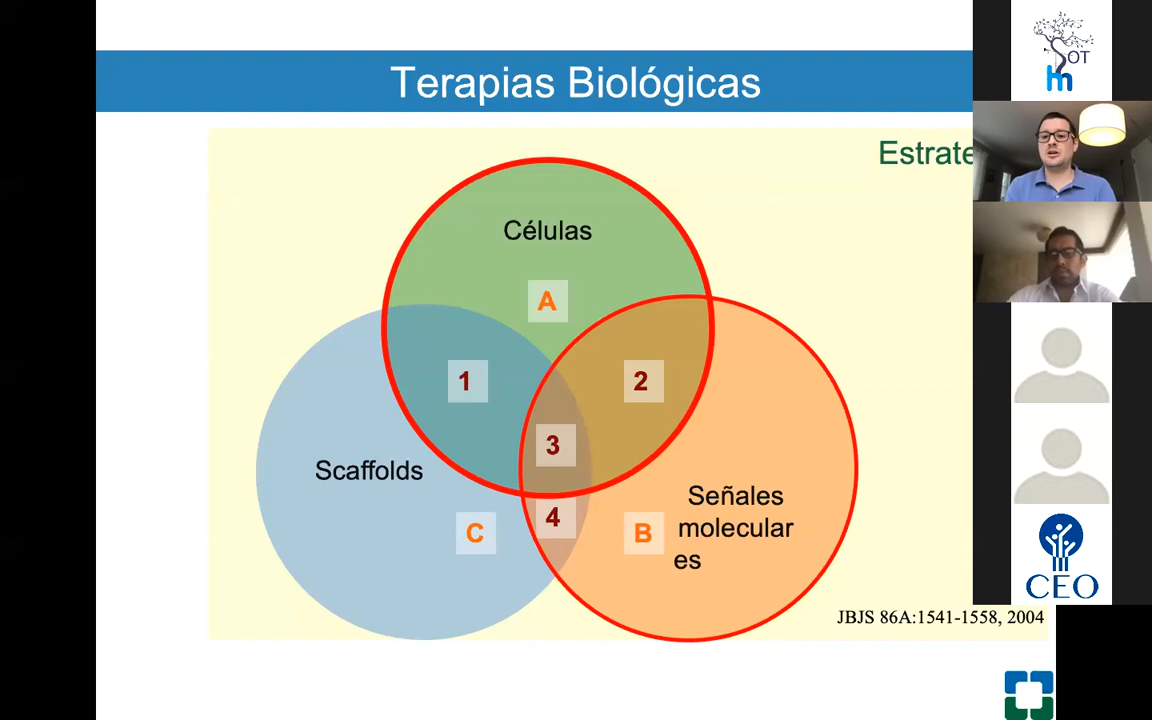 Terapias Biológicas
Estrate
Células
A
1
2
3
Scaffolds
Señales
molecular
es
4
C
B
JBJS 86A:1541-1558, 2004
OT
hm
CEO